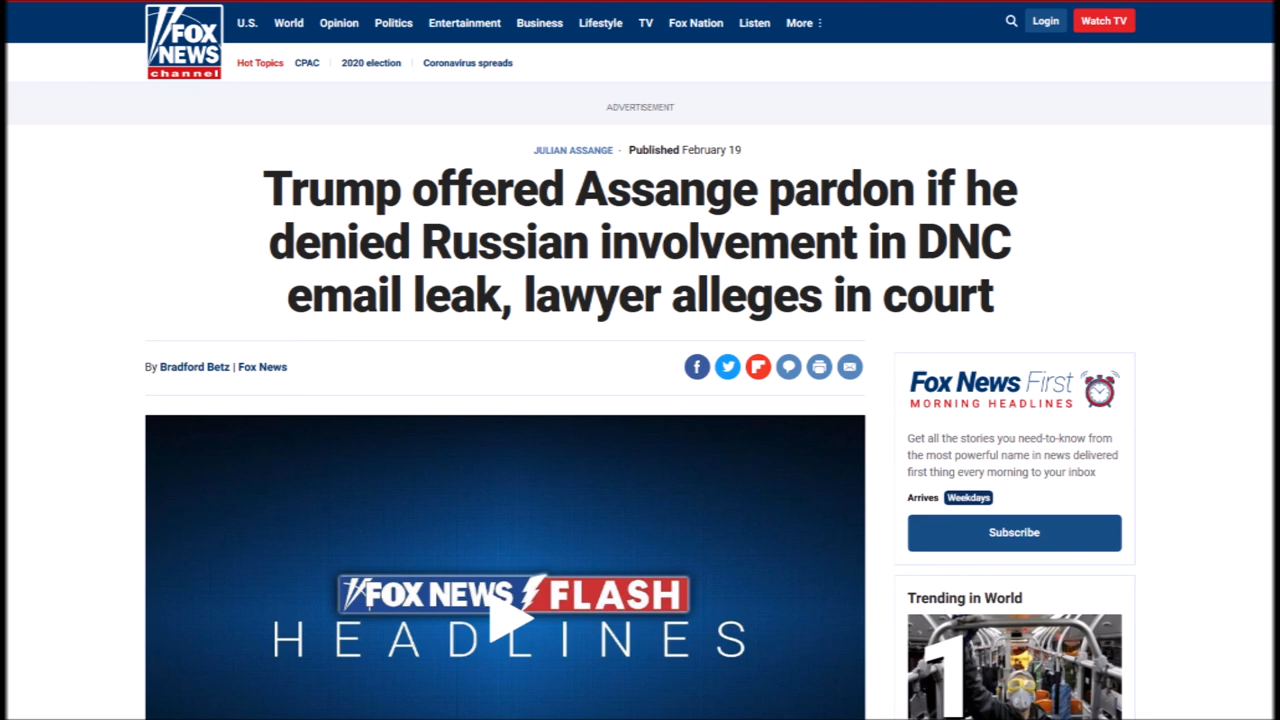 FOX
NEWS
channel
U.S. World Opinion Politics Entertainment Business Lifestyle TV Fox Nation Listen More
Login
Watch TV
Hot Topics CPAC 2020 election Coronavirus spreads
ADVERTISEMENT
JULIAN ASSANGE · Published February 19
Trump offered Assange pardon if he
denied Russian involvement in DNC
email leak, lawyer alleges in court
By Bradford Betz | Fox News
FOX NEWS FLASH
HEADLINES
Fox News First
MORNING HEADLINES
Get all the stories you need-to-know from
the most powerful name in news delivered
first thing every morning to your inbox
Arrives Weekdays
Subscribe
Trending in World
1